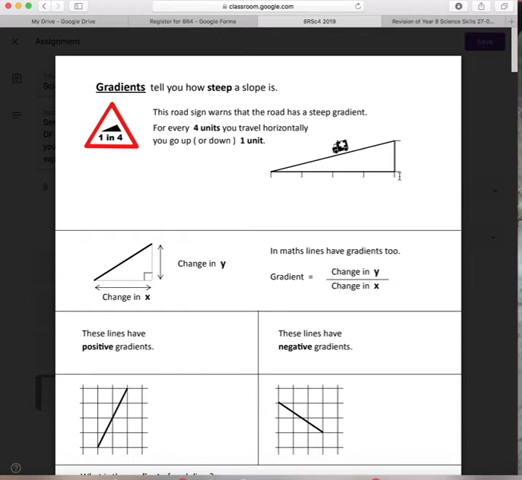 classroom.google.com
My Drive - Google Drive
Register for 8R4 - Google Forms
8RSc4 2019
Revision of Year 8 Science Skills 27-0...
Assignment
Save
Gradients tell you how steep a slope is.
This road sign warns that the road has a steep gradient.
1 in 4
For every 4 units you travel horizontally
you go up ( or down ) 1 unit.
In maths lines have gradients too.
Change in y
Gradient = Change in y
Change in x
Change in x
These lines have
positive gradients.
These lines have
negative gradients.